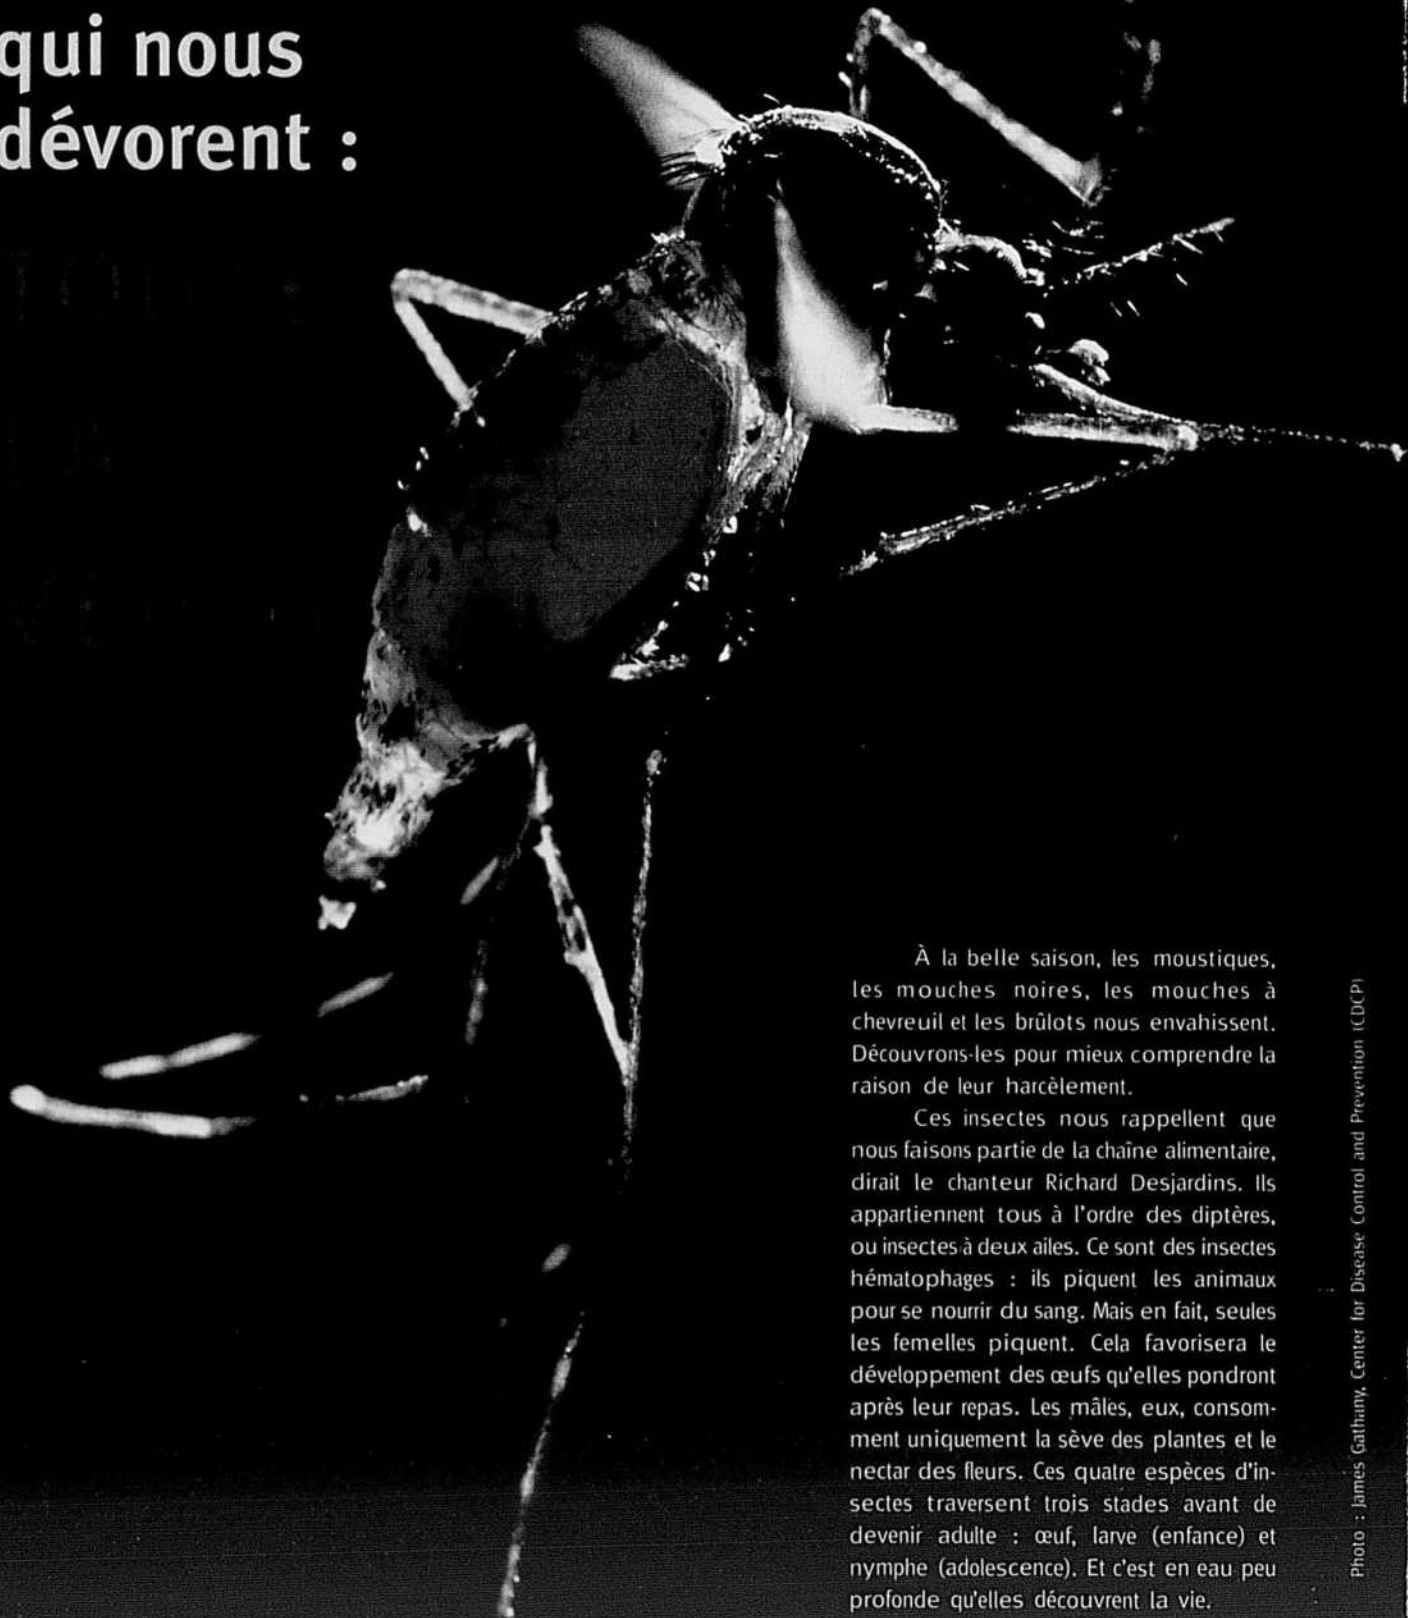 qui nous
dévorent :
À la belle saison, les moustiques,
les mouches noires, les mouches à
chevreuil et les brûlots nous envahissent.
Découvrons-les pour mieux comprendre la
raison de leur harcèlement.
Ces insectes nous rappellent que
nous faisons partie de la chaîne alimentaire,
dirait le chanteur Richard Desjardins. Ils
appartiennent tous à l'ordre des diptères,
ou insectes à deux ailes. Ce sont des insectes
hématophages : ils piquent les animaux
pour se nourrir du sang. Mais en fait, seules
les femelles piquent. Cela favorisera le
développement des œufs qu'elles pondront
après leur repas. Les mâles, eux, consom-
ment uniquement la sève des plantes et le
nectar des fleurs. Ces quatre espèces d'in-
sectes traversent trois stades avant de
devenir adulte : œuf, larve (enfance) et
nymphe (adolescence). Et c'est en eau peu
profonde qu'elles découvrent la vie.
Photo : James Gathany, Center for Disease Control and Prevention (CDCP)